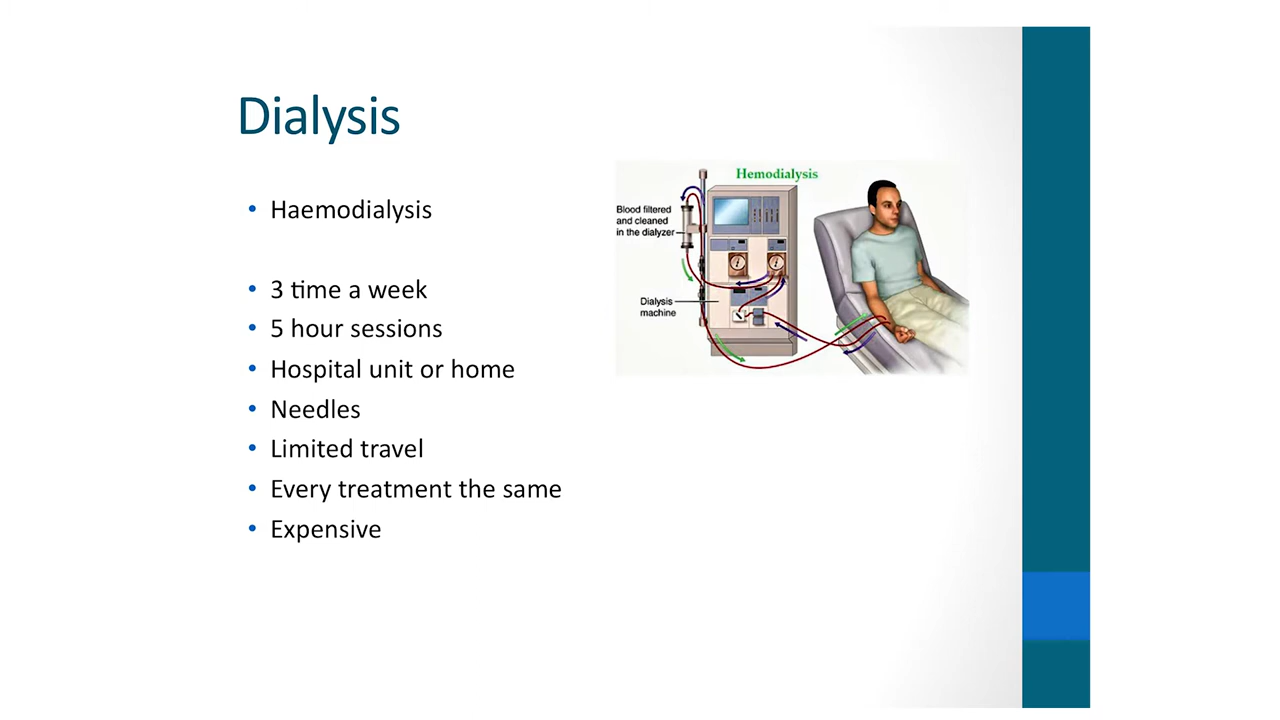 Dialysis
Haemodialysis
3 time a week
5 hour sessions
Hospital unit or home
Needles
Limited travel
Every treatment the same
Expensive
Hemodialysis
Blood filtered
and cleaned
in the dialyzer
Dialysis
machine